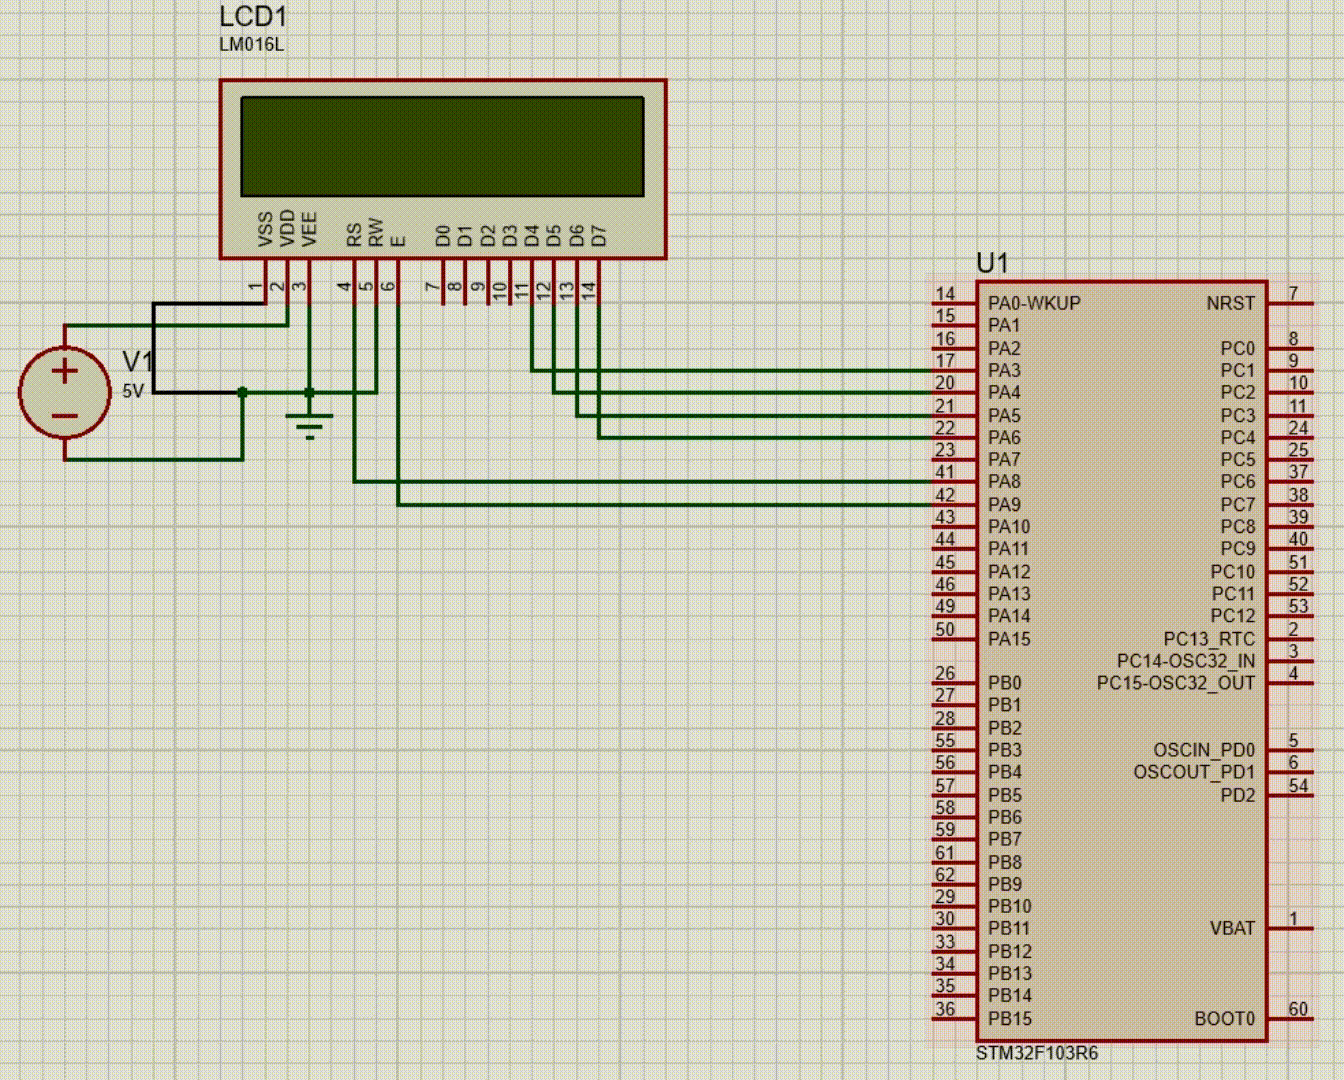 LCD1
LM016L
VSS VDD VEE RS RW E D0 D1 D2 D3 D4 D5 D6 D7
1 2 3 4 5 6 7 8 9 10 11 12 13 14
V1
5V
U1
14 PA0-WKUP NRST 7
15 PA1
16 PA2 PC0 8
17 PA3 PC1 9
20 PA4 PC2 10
21 PA5 PC3 11
22 PA6 PC4 24
23 PA7 PC5 25
41 PA8 PC6 37
42 PA9 PC7 38
43 PA10 PC8 39
44 PA11 PC9 40
45 PA12 PC10 51
46 PA13 PC11 52
49 PA14 PC12 53
50 PA15 PC13_RTC 2
PC14-OSC32_IN 3
26 PB0 PC15-OSC32_OUT 4
27 PB1
28 PB2
55 PB3 OSCIN_PD0 5
56 PB4 OSCOUT_PD1 6
57 PB5 PD2 54
58 PB6
59 PB7
61 PB8
62 PB9
29 PB10
30 PB11 VBAT 1
33 PB12
34 PB13
35 PB14
36 PB15 BOOT0 60
STM32F103R6